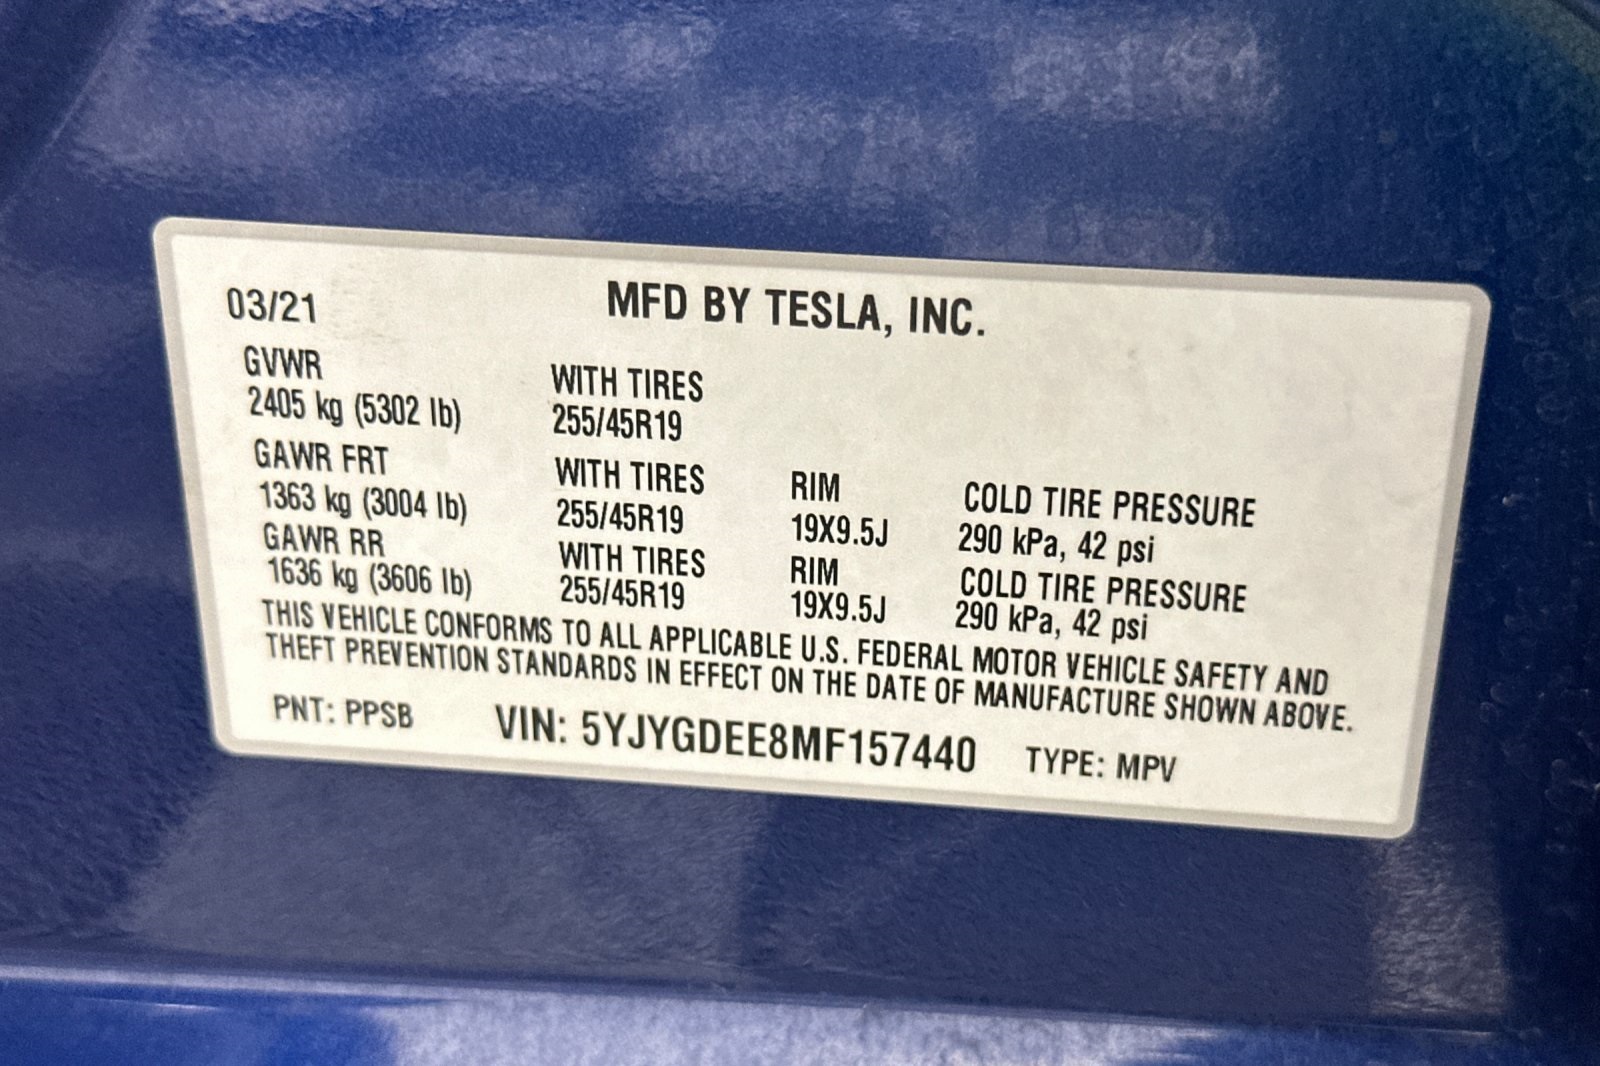 03/21 MFD BY TESLA, INC.
GVWR WITH TIRES
2405 kg (5302 lb) 255/45R19
GAWR FRT WITH TIRES RIM COLD TIRE PRESSURE
1363 kg (3004 lb) 255/45R19 19X9.5J 290 kPa, 42 psi
GAWR RR WITH TIRES RIM COLD TIRE PRESSURE
1636 kg (3606 lb) 255/45R19 19X9.5J 290 kPa, 42 psi
THIS VEHICLE CONFORMS TO ALL APPLICABLE U.S. FEDERAL MOTOR VEHICLE SAFETY AND
THEFT PREVENTION STANDARDS IN EFFECT ON THE DATE OF MANUFACTURE SHOWN ABOVE.
PNT: PPSB VIN: 5YJYGDEE8MF157440 TYPE: MPV